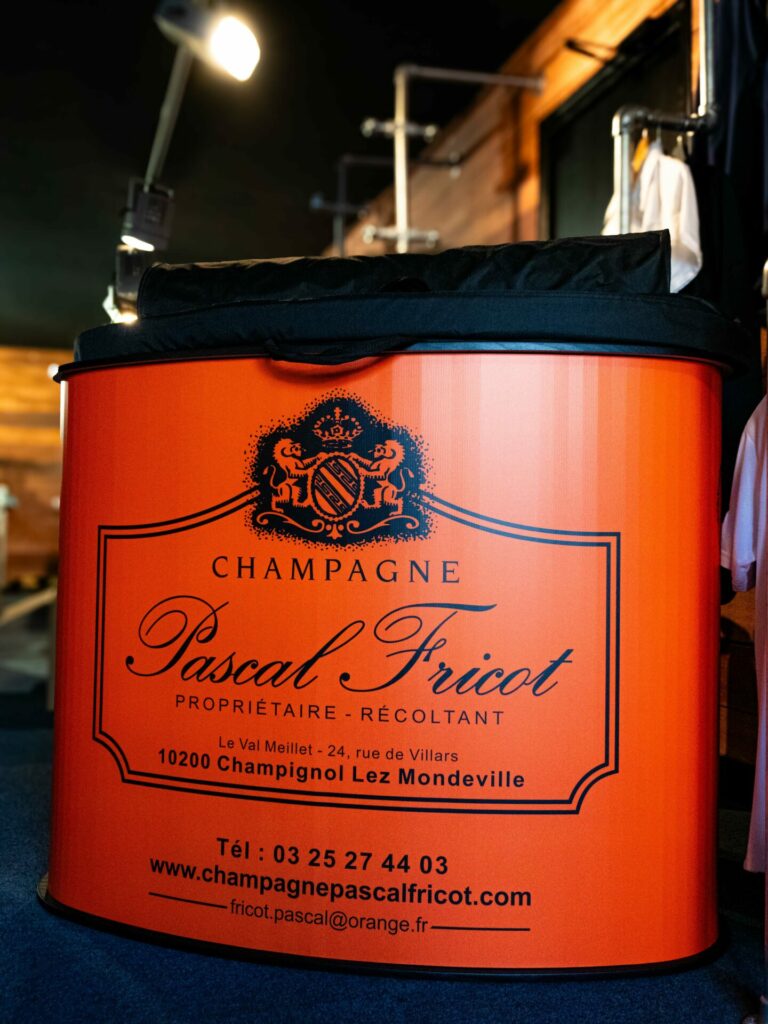 CHAMPAGNE
Pascal Fricot
PROPRIÉTAIRE - RÉCOLTANT
Le Val Meillet - 24, rue de Villars
10200 Champignol Lez Mondeville
Tél : 03 25 27 44 03
www.champagnepascalfricot.com
fricot.pascal@orange.fr